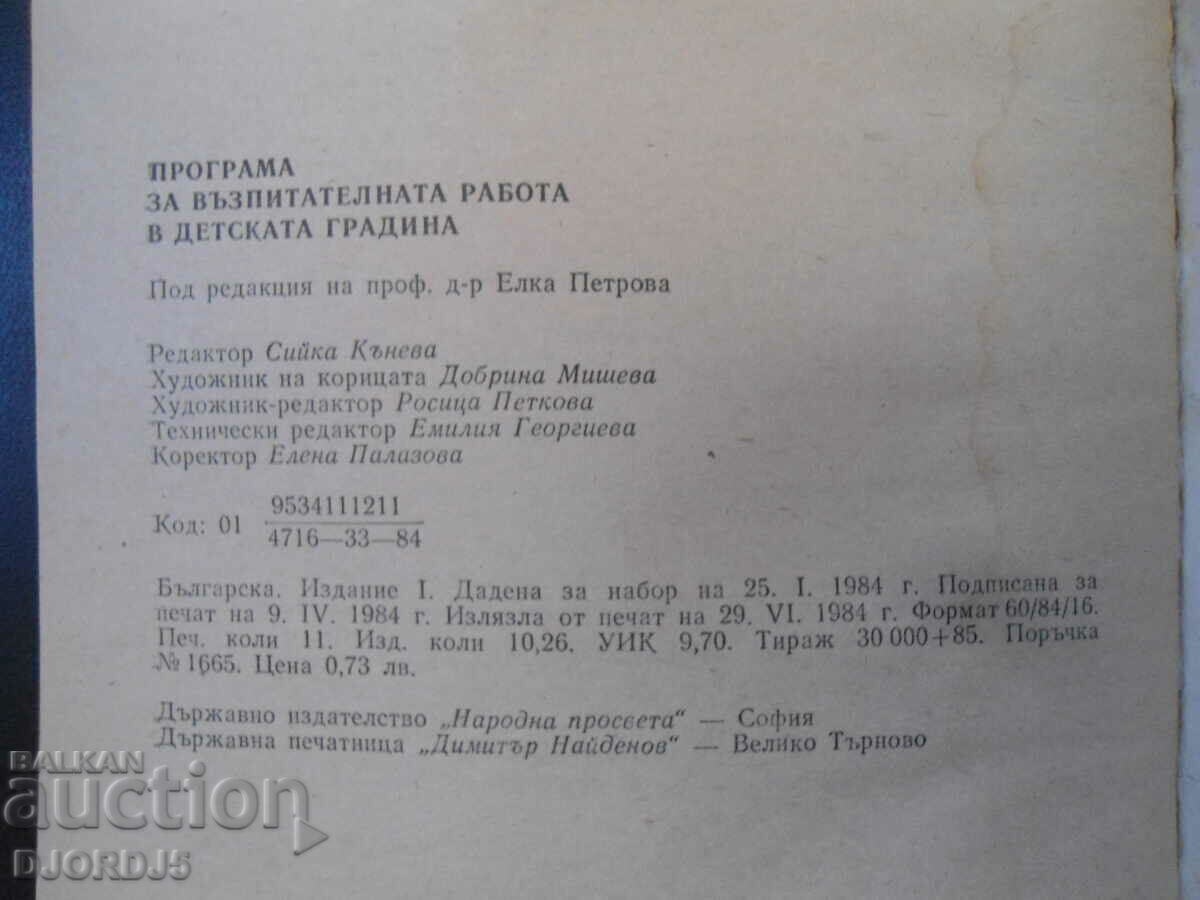 ПРОГРАМА
ЗА ВЪЗПИТАТЕЛНАТА РАБОТА
В ДЕТСКАТА ГРАДИНА
Под редакция на проф. д-р Елка Петрова
Редактор Сийка Кънева
Художник на корицата Добрина Мишева
Художник-редактор Росица Петкова
Технически редактор Емилия Георгиева
Коректор Елена Палазова
9534111211
Код: 01
4716—33—84
Българска. Издание I. Дадена за набор на 25. I. 1984 г. Подписана за
печат на 9. IV. 1984 г. Излязла от печат на 29. VI. 1984 г. Формат 60/84/16.
Печ. коли 11. Изд. коли 10,26. УИК 9,70. Тираж 30 000+85. Поръчка
№ 1665. Цена 0,73 лв.
Държавно издателство „Народна просвета“ — София
Държавна печатница „Димитър Найденов“ — Велико Търново
BALKAN
auction
DJORDJ5